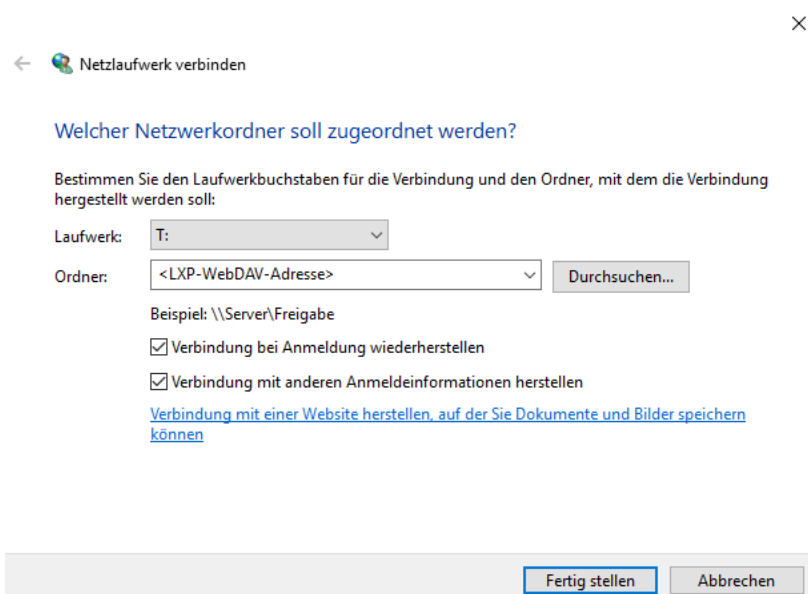 Netzlaufwerk verbinden
Welcher Netzwerkordner soll zugeordnet werden?
Bestimmen Sie den Laufwerkbuchstaben für die Verbindung und den Ordner, mit dem die Verbindung
hergestellt werden soll:
Laufwerk: T:
Ordner: <LXP-WebDAV-Adresse> Durchsuchen...
Beispiel: \\Server\Freigabe
Verbindung bei Anmeldung wiederherstellen
Verbindung mit anderen Anmeldeinformationen herstellen
Verbindung mit einer Website herstellen, auf der Sie Dokumente und Bilder speichern
können
Fertig stellen Abbrechen